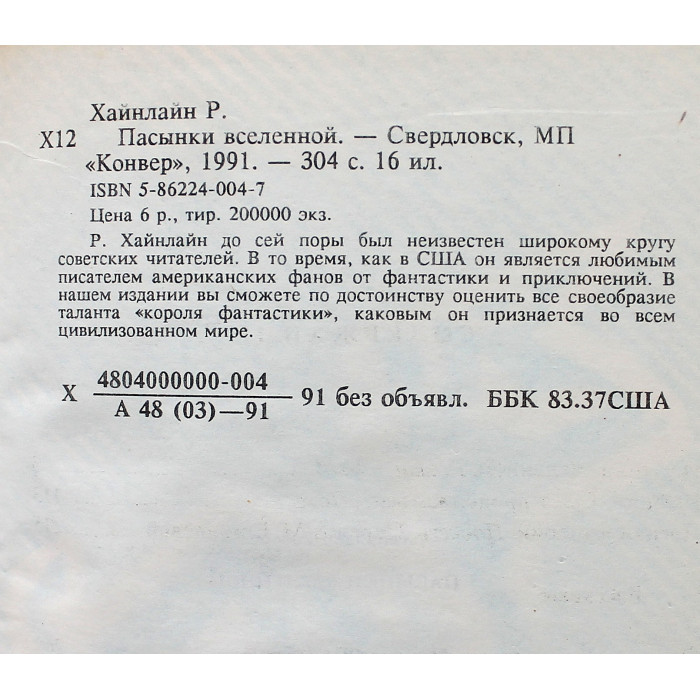 Хайнлайн Р.
Х12 Пасынки вселенной. — Свердловск, МП
«Конвер», 1991. — 304 с. 16 ил.
ISBN 5-86224-004-7
Цена 6 р., тир. 200000 экз.
Р. Хайнлайн до сей поры был неизвестен широкому кругу
советских читателей. В то время, как в США он является любимым
писателем американских фанов от фантастики и приключений. В
нашем издании вы сможете по достоинству оценить все своеобразие
таланта «короля фантастики», каковым он признается во всем
цивилизованном мире.
Х 4804000000-004
А 48 (03)—91
91 без объявл. ББК 83.37США